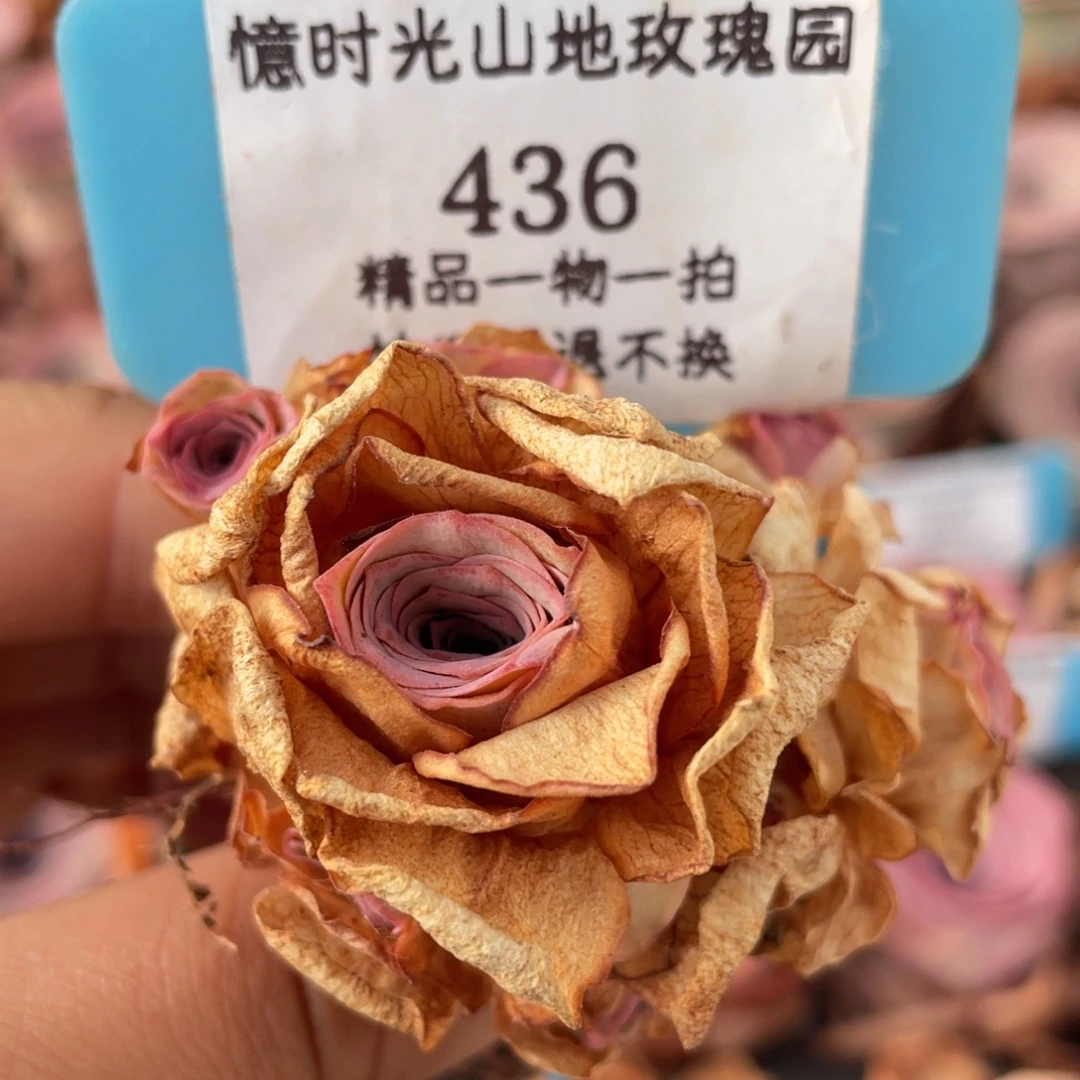 憶时光山地玫瑰园
436
精品一物一拍
退不换